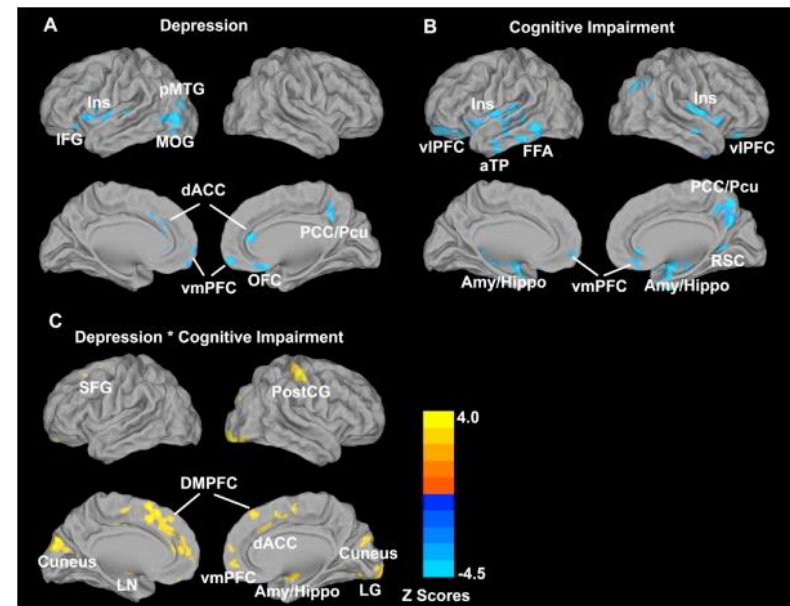 A
Depression
Ins
pMTG
IFG
MOG
dACC
PCC/Pcu
vmPFC
OFC
B
Cognitive Impairment
Ins
Ins
vlPFC
FFA
vlPFC
aTP
PCC/Pcu
RSC
Amy/Hippo
vmPFC
Amy/Hippo
C
Depression * Cognitive Impairment
SFG
PostCG
DMPFC
dACC
Cuneus
Cuneus
LN
vmPFC
Amy/Hippo
LG
4.0
-4.5
Z Scores